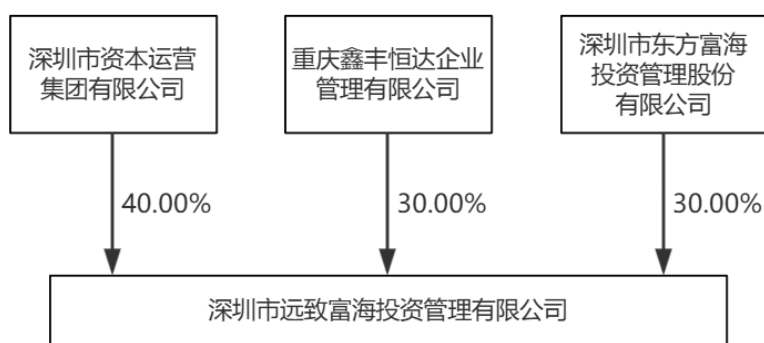 深圳市资本运营
集团有限公司
重庆鑫丰恒达企业
管理有限公司
深圳市东方富海
投资管理股份
有限公司
40.00%
30.00%
30.00%
深圳市远致富海投资管理有限公司